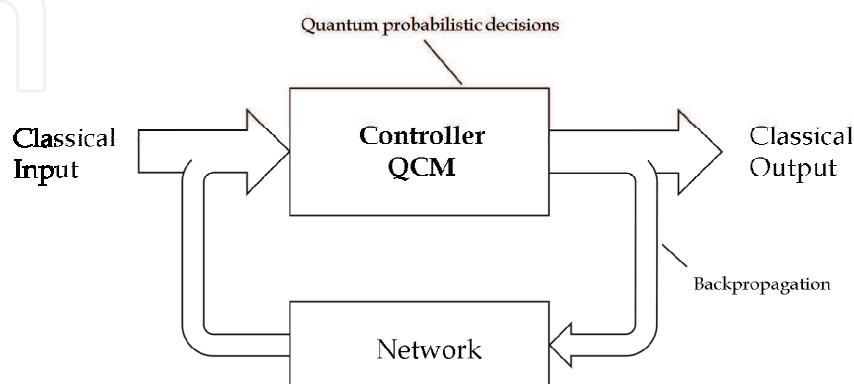 Quantum probabilistic decisions
Classical
Input
Controller
QCM
Classical
Output
Backpropagation
Network